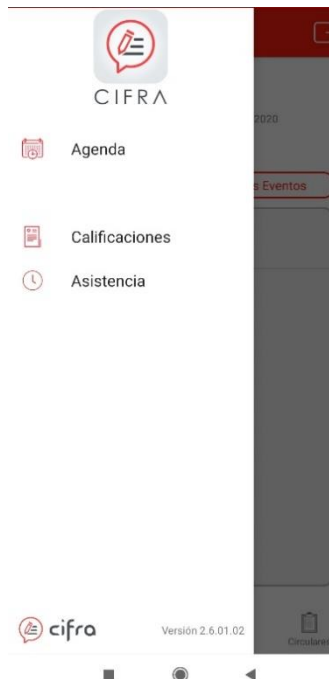 CIFRA
2020
Agenda
s Eventos
Calificaciones
Asistencia
cifra
Versión 2.6.01.02
Circulares